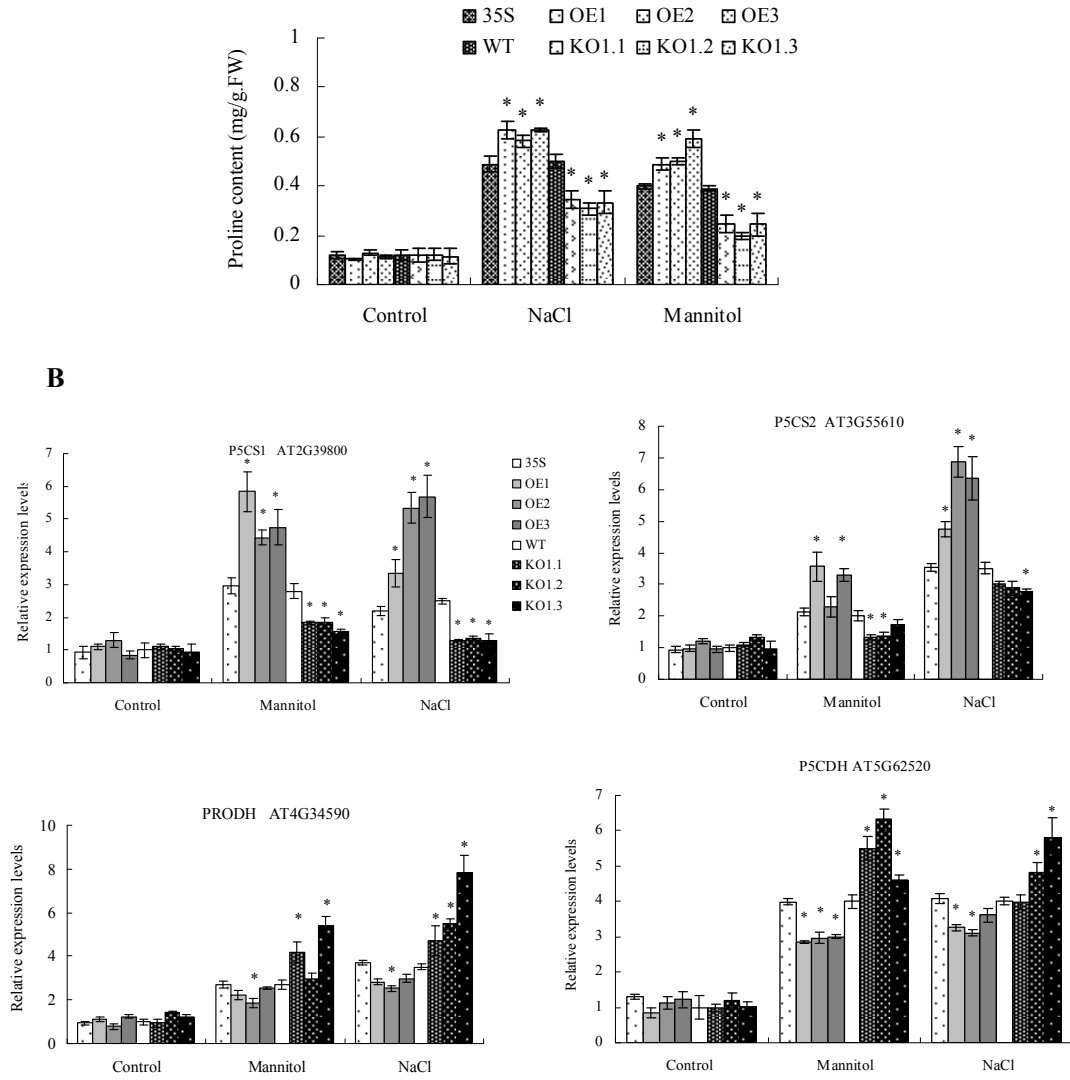 35S OE1 OE2 OE3
WT KO1.1 KO1.2 KO1.3
Proline content (mg/g.FW)
1
0.8
0.6
0.4
0.2
0
* * *
* * *
* * *
* * *
Control NaCl Mannitol
B
P5CS1 AT2G39800
Relative expression levels
7
6
5
4
3
2
1
0
* * *
* * *
* * *
* * *
35S
OE1
OE2
OE3
WT
KO1.1
KO1.2
KO1.3
Control Mannitol NaCl
P5CS2 AT3G55610
Relative expression levels
8
7
6
5
4
3
2
1
0
* *
* *
* * *
*
Control Mannitol NaCl
PRODH AT4G34590
Relative expression levels
10
8
6
4
2
0
*
* *
*
* * *
Control Mannitol NaCl
P5CDH AT5G62520
Relative expression levels
7
6
5
4
3
2
1
0
* * *
* * *
* *
* *
Control Mannitol NaCl